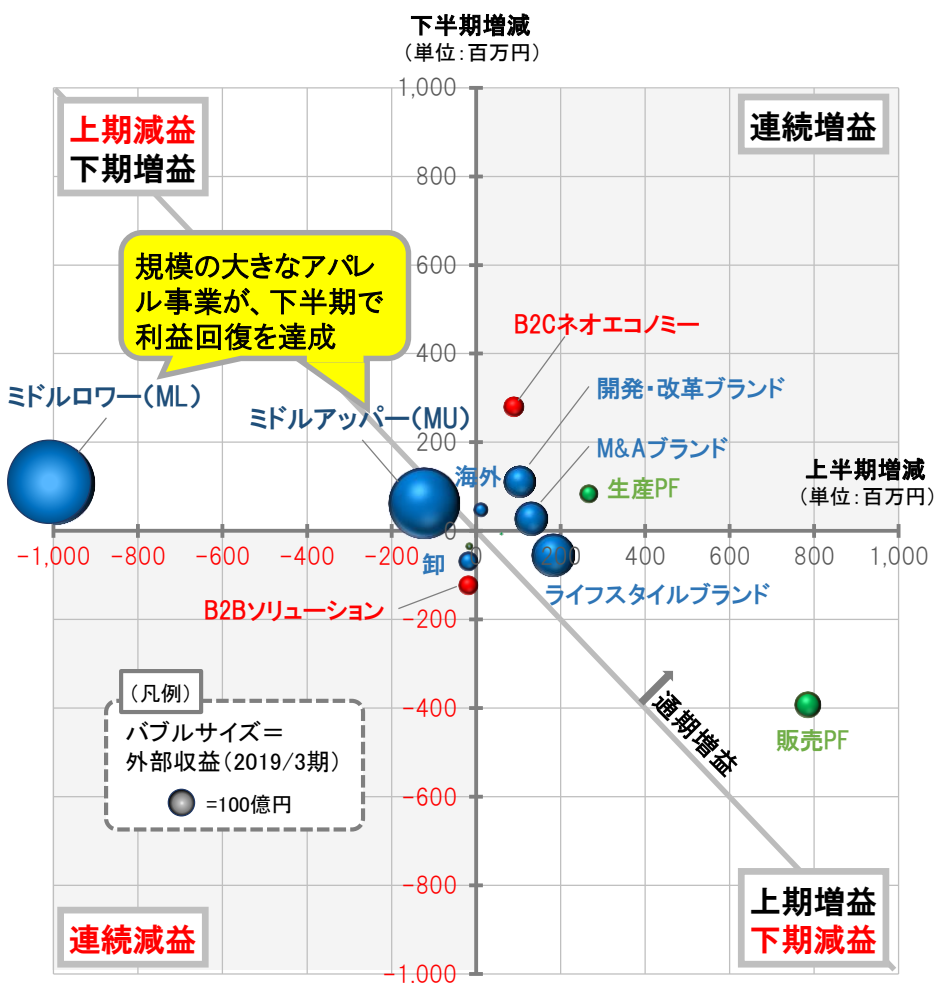 下半期増減
（単位：百万円）
1,000
上期減益
下期増益
連続増益
800
規模の大きなアパレ
ル事業が、下半期で
利益回復を達成
600
B2Cネオエコノミー
400
ミドルロワー（ML）
ミドルアッパー（MU）
開発・改革ブランド
200
M&Aブランド
海外
上半期増減
（単位：百万円）
生産PF
0
-1,000
-800
-600
-400
-200
0
200
400
600
800
1,000
卸
ライフスタイルブランド
B2Bソリューション
-200
（凡例）
バブルサイズ＝
外部収益（2019/3期）
=100億円
-400
通期増益
販売PF
-600
-800
連続減益
上期増益
下期減益
-1,000